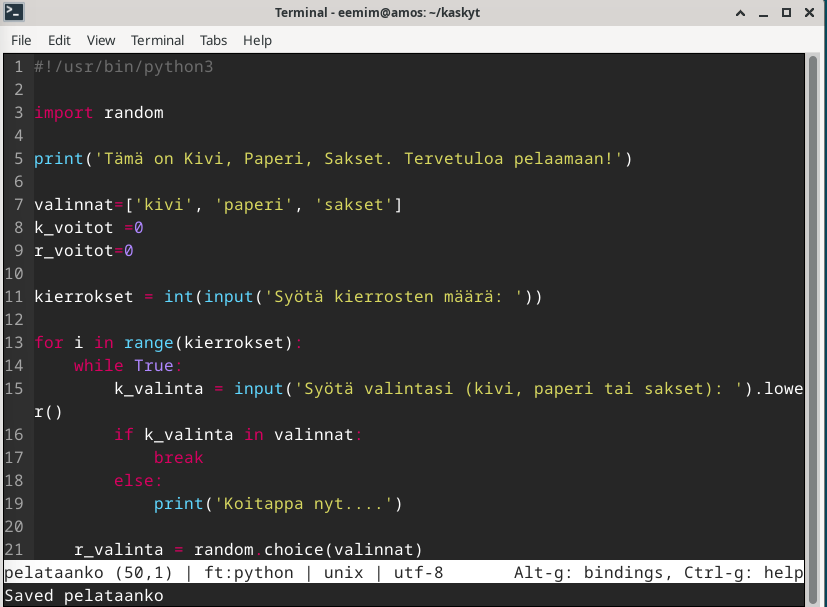 Terminal - eemim@amos: ~/kaskyt
File Edit View Terminal Tabs Help
1 #!/usr/bin/python3
2
3 import random
4
5 print('Tämä on Kivi, Paperi, Sakset. Tervetuloa pelaamaan!')
6
7 valinnat=['kivi', 'paperi', 'sakset']
8 k_voitot =0
9 r_voitot=0
10
11 kierrokset = int(input('Syötä kierrosten määrä: '))
12
13 for i in range(kierrokset):
14     while True:
15         k_valinta = input('Syötä valintasi (kivi, paperi tai sakset): ').lowe
r()
16         if k_valinta in valinnat:
17             break
18         else:
19             print('Koitappa nyt....')
20
21     r_valinta = random.choice(valinnat)
pelataanko (50,1) | ft:python | unix | utf-8 Alt-g: bindings, Ctrl-g: help
Saved pelataanko